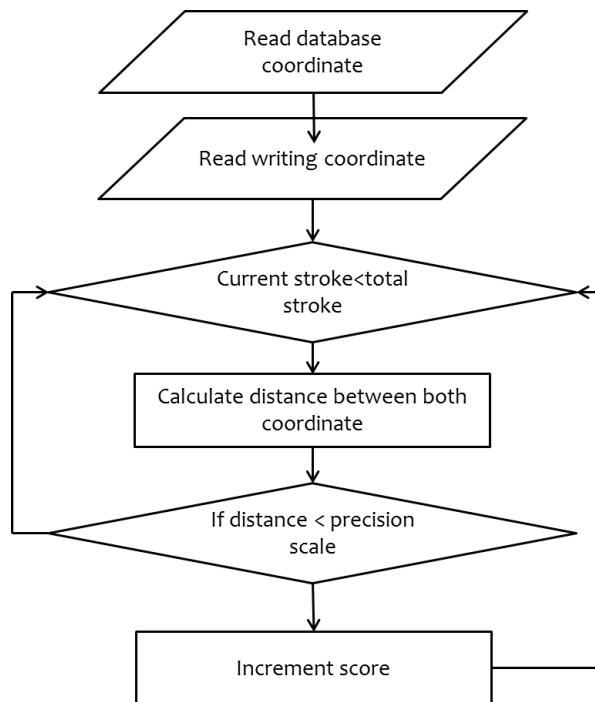 Read database
coordinate
Read writing coordinate
Current stroke<total
stroke
Calculate distance between both
coordinate
If distance < precision
scale
Increment score